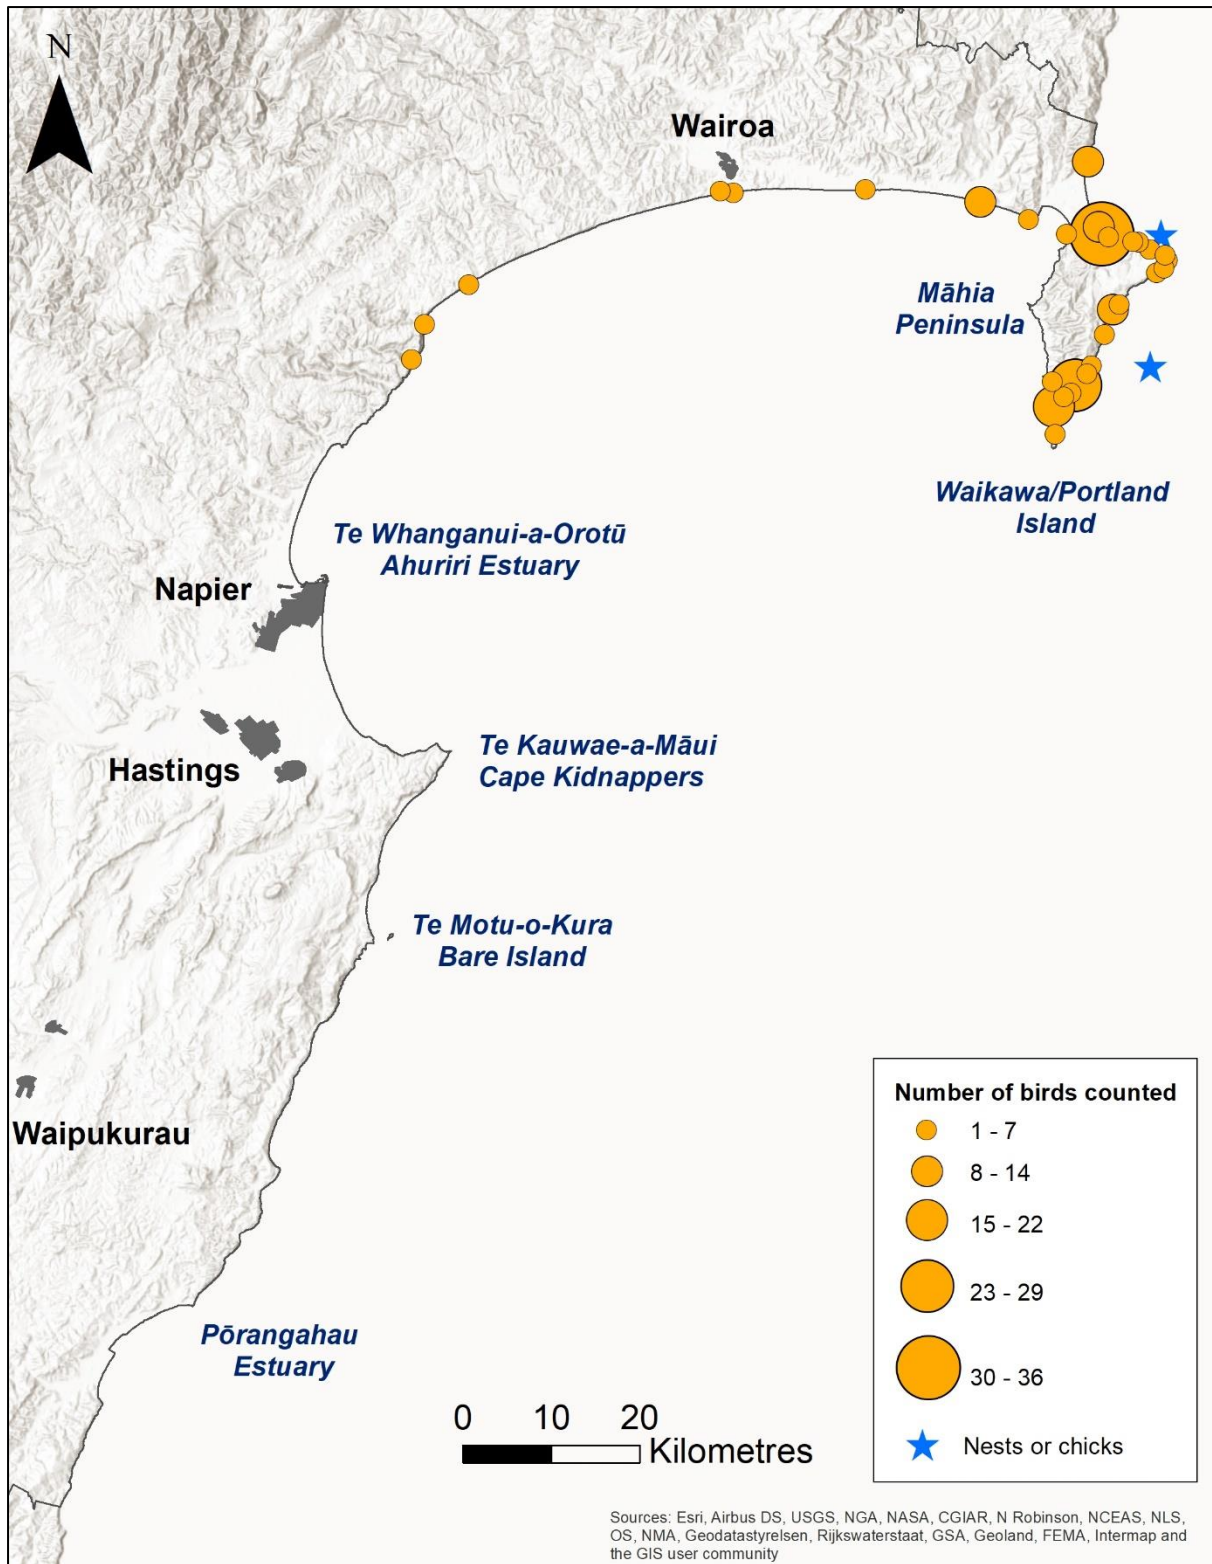 N
Wairoa
Māhia
Peninsula
Waikawa/Portland
Island
Te Whanganui-a-Orotū
Ahuriri Estuary
Napier
Te Kauwae-a-Māui
Cape Kidnappers
Hastings
Te Motu-o-Kura
Bare Island
Waipukurau
Pōrangahau
Estuary
Number of birds counted
1 - 7
8 - 14
15 - 22
23 - 29
30 - 36
Nests or chicks
0 10 20
Kilometres
Sources: Esri, Airbus DS, USGS, NGA, NASA, CGIAR, N Robinson, NCEAS, NLS,
OS, NMA, Geodatastyrelsen, Rijkswaterstaat, GSA, Geoland, FEMA, Intermap and
the GIS user community